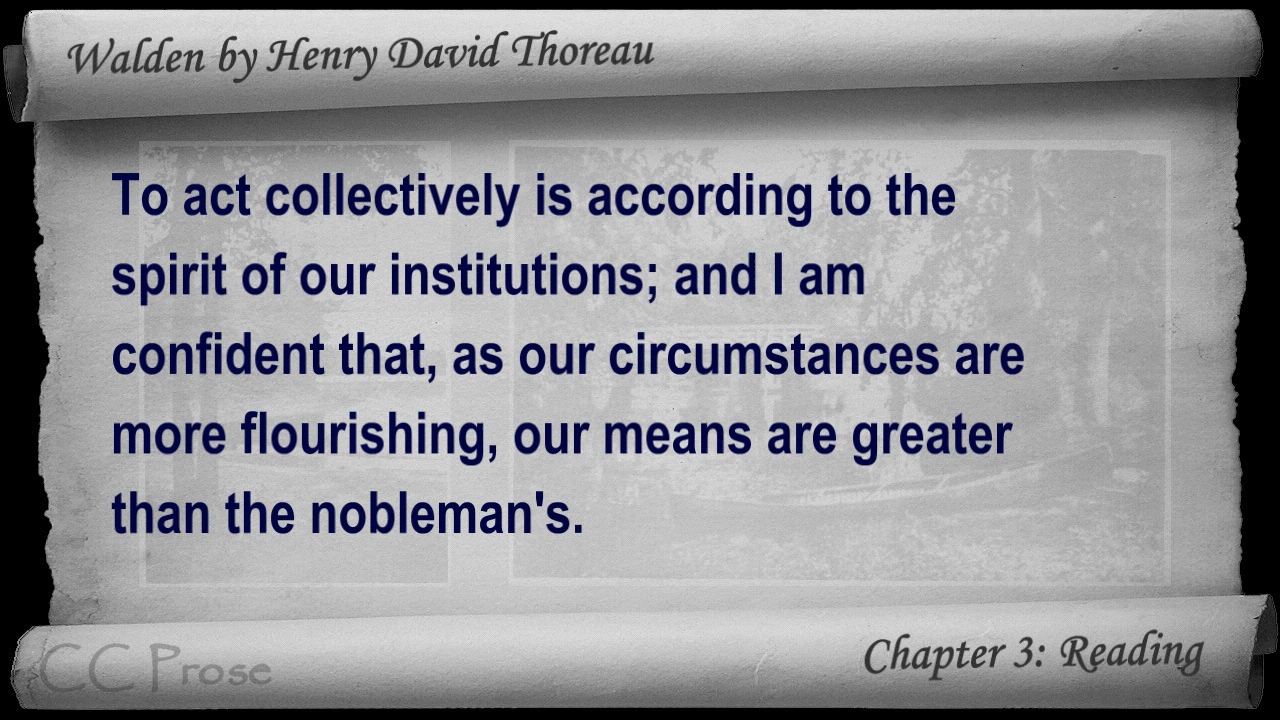 Walden by Henry David Thoreau
To act collectively is according to the
spirit of our institutions; and I am
confident that, as our circumstances are
more flourishing, our means are greater
than the nobleman's.
CC Prose
Chapter 3: Reading